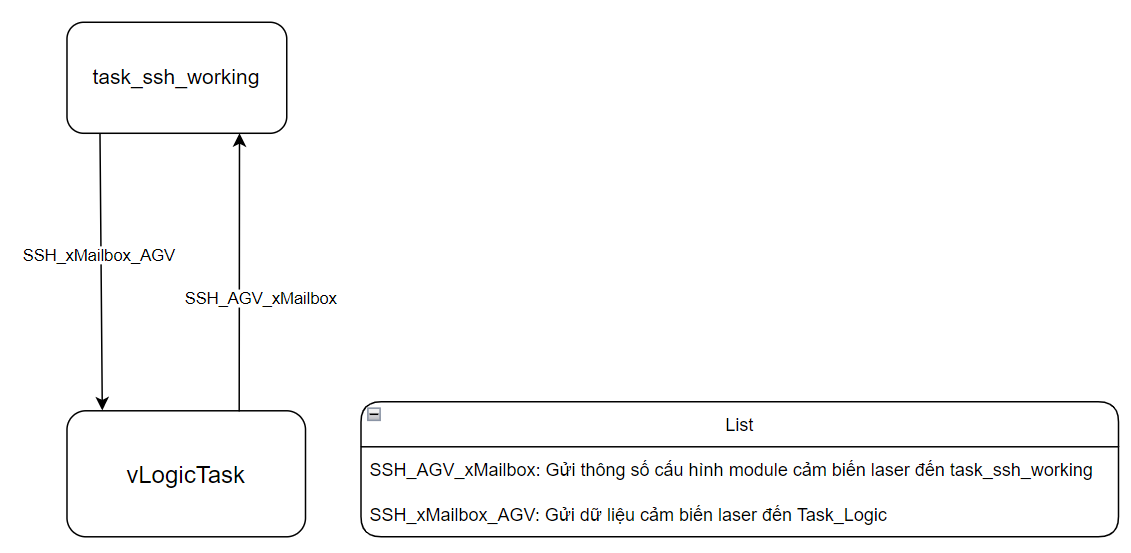 task_ssh_working
SSH_xMailbox_AGV
SSH_AGV_xMailbox
vLogicTask
List
SSH_AGV_xMailbox: Gửi thông số cấu hình module cảm biến laser đến task_ssh_working
SSH_xMailbox_AGV: Gửi dữ liệu cảm biến laser đến Task_Logic